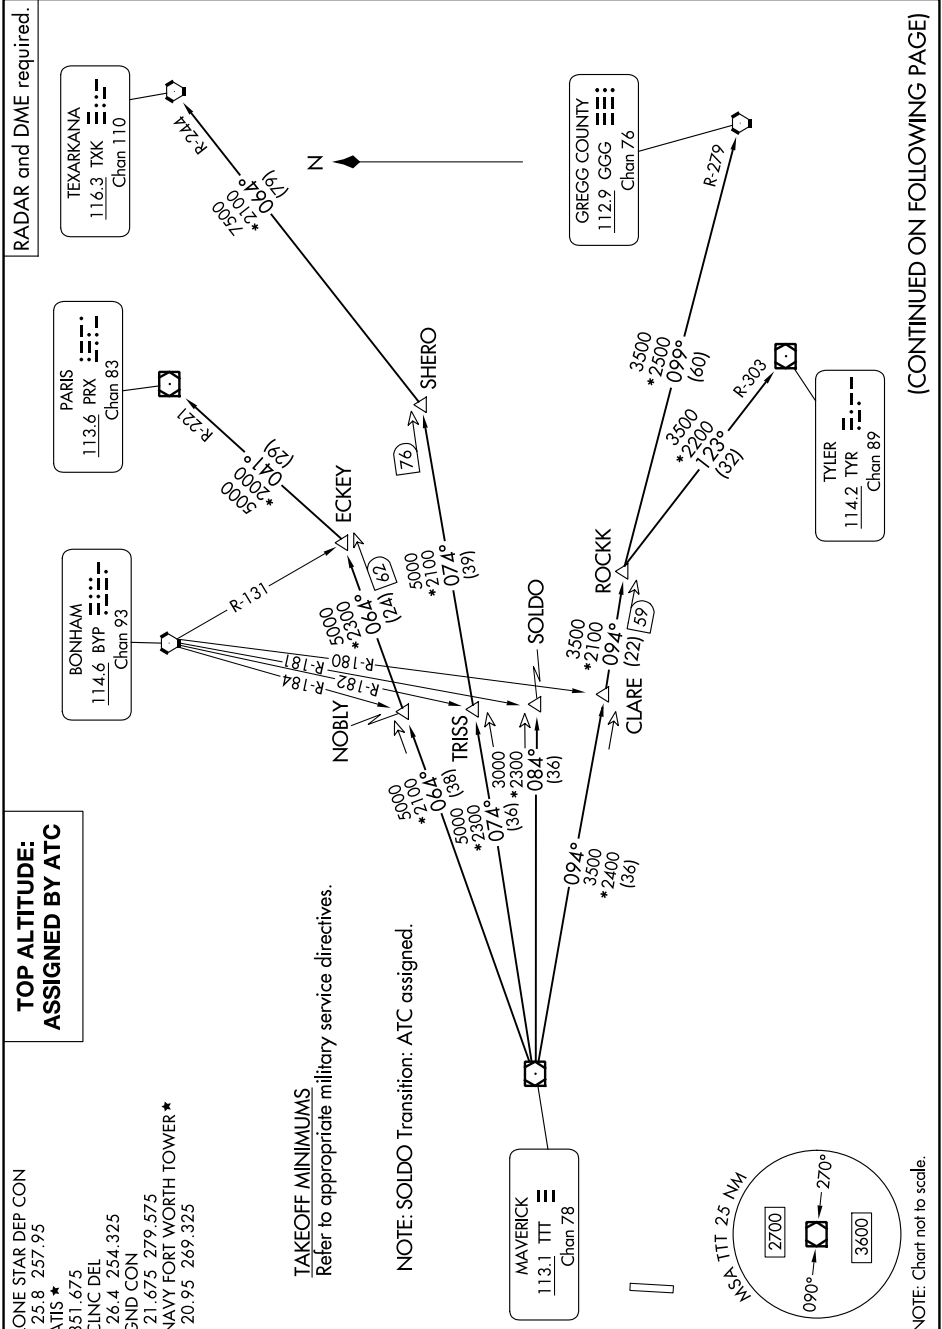 RADAR and DME required.
TOP ALTITUDE:
ASSIGNED BY ATC
ONE STAR DEP CON
25.8 257.95
ATIS ★
351.675
CLNC DEL
26.4 254.325
GND CON
21.675 279.575
NAVY FORT WORTH TOWER ★
20.95 269.325
TAKEOFF MINIMUMS
Refer to appropriate military service directives.
NOTE: SOLDO Transition: ATC assigned.
BONHAM
114.6 BYP
Chan 93
PARIS
113.6 PRX
Chan 83
TEXARKANA
116.3 TXK
Chan 110
R-244
7500
*2100
064°
(79)
N
R-221
5000
*2000
041°
(29)
R-131
R-184
R-182
R-181
R-180
ECKEY
SHERO
NOBLY
TRISS
SOLDO
CLARE
ROCKK
62
76
59
5000
*2300
064°
(24)
5000
*2100
074°
(39)
5000
*2100
064°
(38)
5000
*2300
074°
(36)
3000
*2300
084°
(36)
094°
3500
*2400
(36)
3500
*2100
094°
(22)
3500
*2500
099°
(60)
R-279
3500
*2200
123°
(32)
R-303
GREGG COUNTY
112.9 GGG
Chan 76
TYLER
114.2 TYR
Chan 89
MAVERICK
113.1 TTT
Chan 78
MSA TTT 25 NM
2700
090°
270°
3600
NOTE: Chart not to scale.
(CONTINUED ON FOLLOWING PAGE)